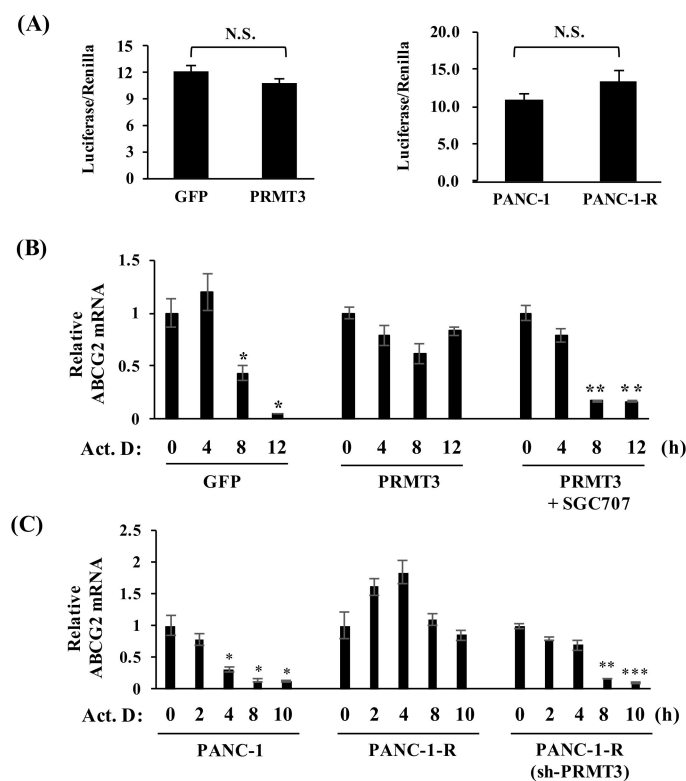 (A)
N.S.
Luciferase/Renilla
15
12
9
6
3
0
GFP PRMT3
N.S.
Luciferase/Renilla
20.0
15.0
10.0
5.0
0.0
PANC-1 PANC-1-R
(B)
Relative
ABCG2 mRNA
1.5
1
0.5
0
* * ** **
Act. D: 0 4 8 12 0 4 8 12 0 4 8 12 (h)
GFP PRMT3 PRMT3
+ SGC707
(C)
Relative
ABCG2 mRNA
2.5
2
1.5
1
0.5
0
* * * ** ***
Act. D: 0 2 4 8 10 0 2 4 8 10 0 2 4 8 10 (h)
PANC-1 PANC-1-R PANC-1-R
(sh-PRMT3)